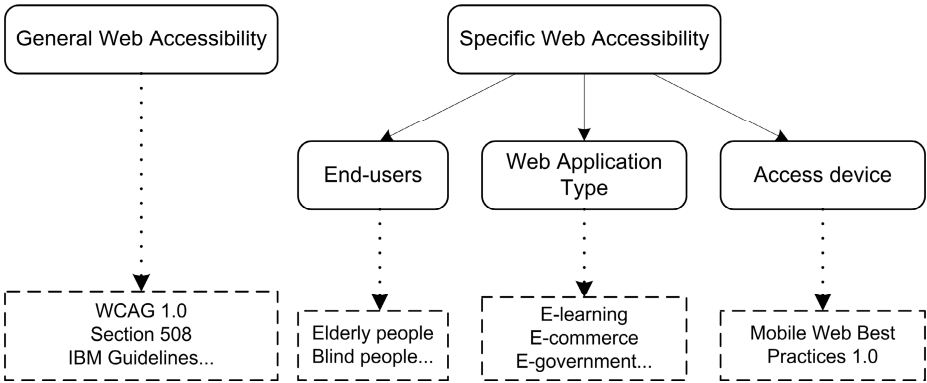 General Web Accessibility
Specific Web Accessibility
End-users
Web Application
Type
Access device
WCAG 1.0
Section 508
IBM Guidelines...
Elderly people
Blind people...
E-learning
E-commerce
E-government...
Mobile Web Best
Practices 1.0